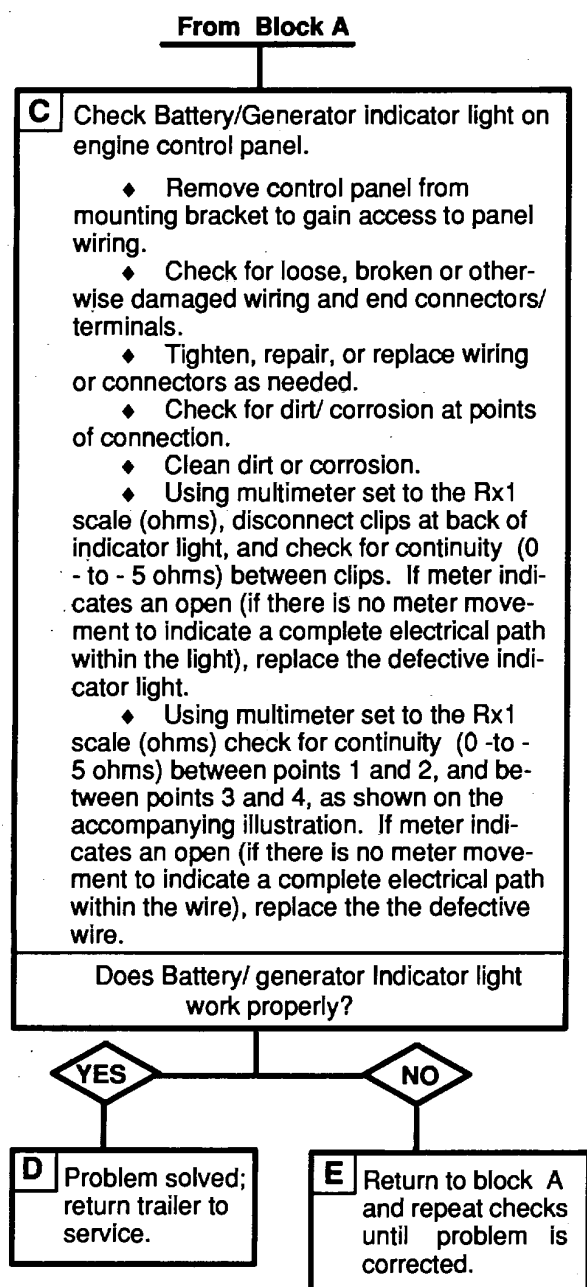 From Block A
C Check Battery/Generator indicator light on
engine control panel.
♦ Remove control panel from
mounting bracket to gain access to panel
wiring.
♦ Check for loose, broken or other-
wise damaged wiring and end connectors/
terminals.
♦ Tighten, repair, or replace wiring
or connectors as needed.
♦ Check for dirt/ corrosion at points
of connection.
♦ Clean dirt or corrosion.
♦ Using multimeter set to the Rx1
scale (ohms), disconnect clips at back of
indicator light, and check for continuity (0
- to - 5 ohms) between clips. If meter indi-
cates an open (if there is no meter move-
ment to indicate a complete electrical path
within the light), replace the defective indi-
cator light.
♦ Using multimeter set to the Rx1
scale (ohms) check for continuity (0 -to -
5 ohms) between points 1 and 2, and be-
tween points 3 and 4, as shown on the
accompanying illustration. If meter indi-
cates an open (if there is no meter move-
ment to indicate a complete electrical path
within the wire), replace the the defective
wire.
Does Battery/ generator Indicator light
work properly?
YES
NO
D Problem solved;
return trailer to
service.
E Return to block A
and repeat checks
until problem is
corrected.